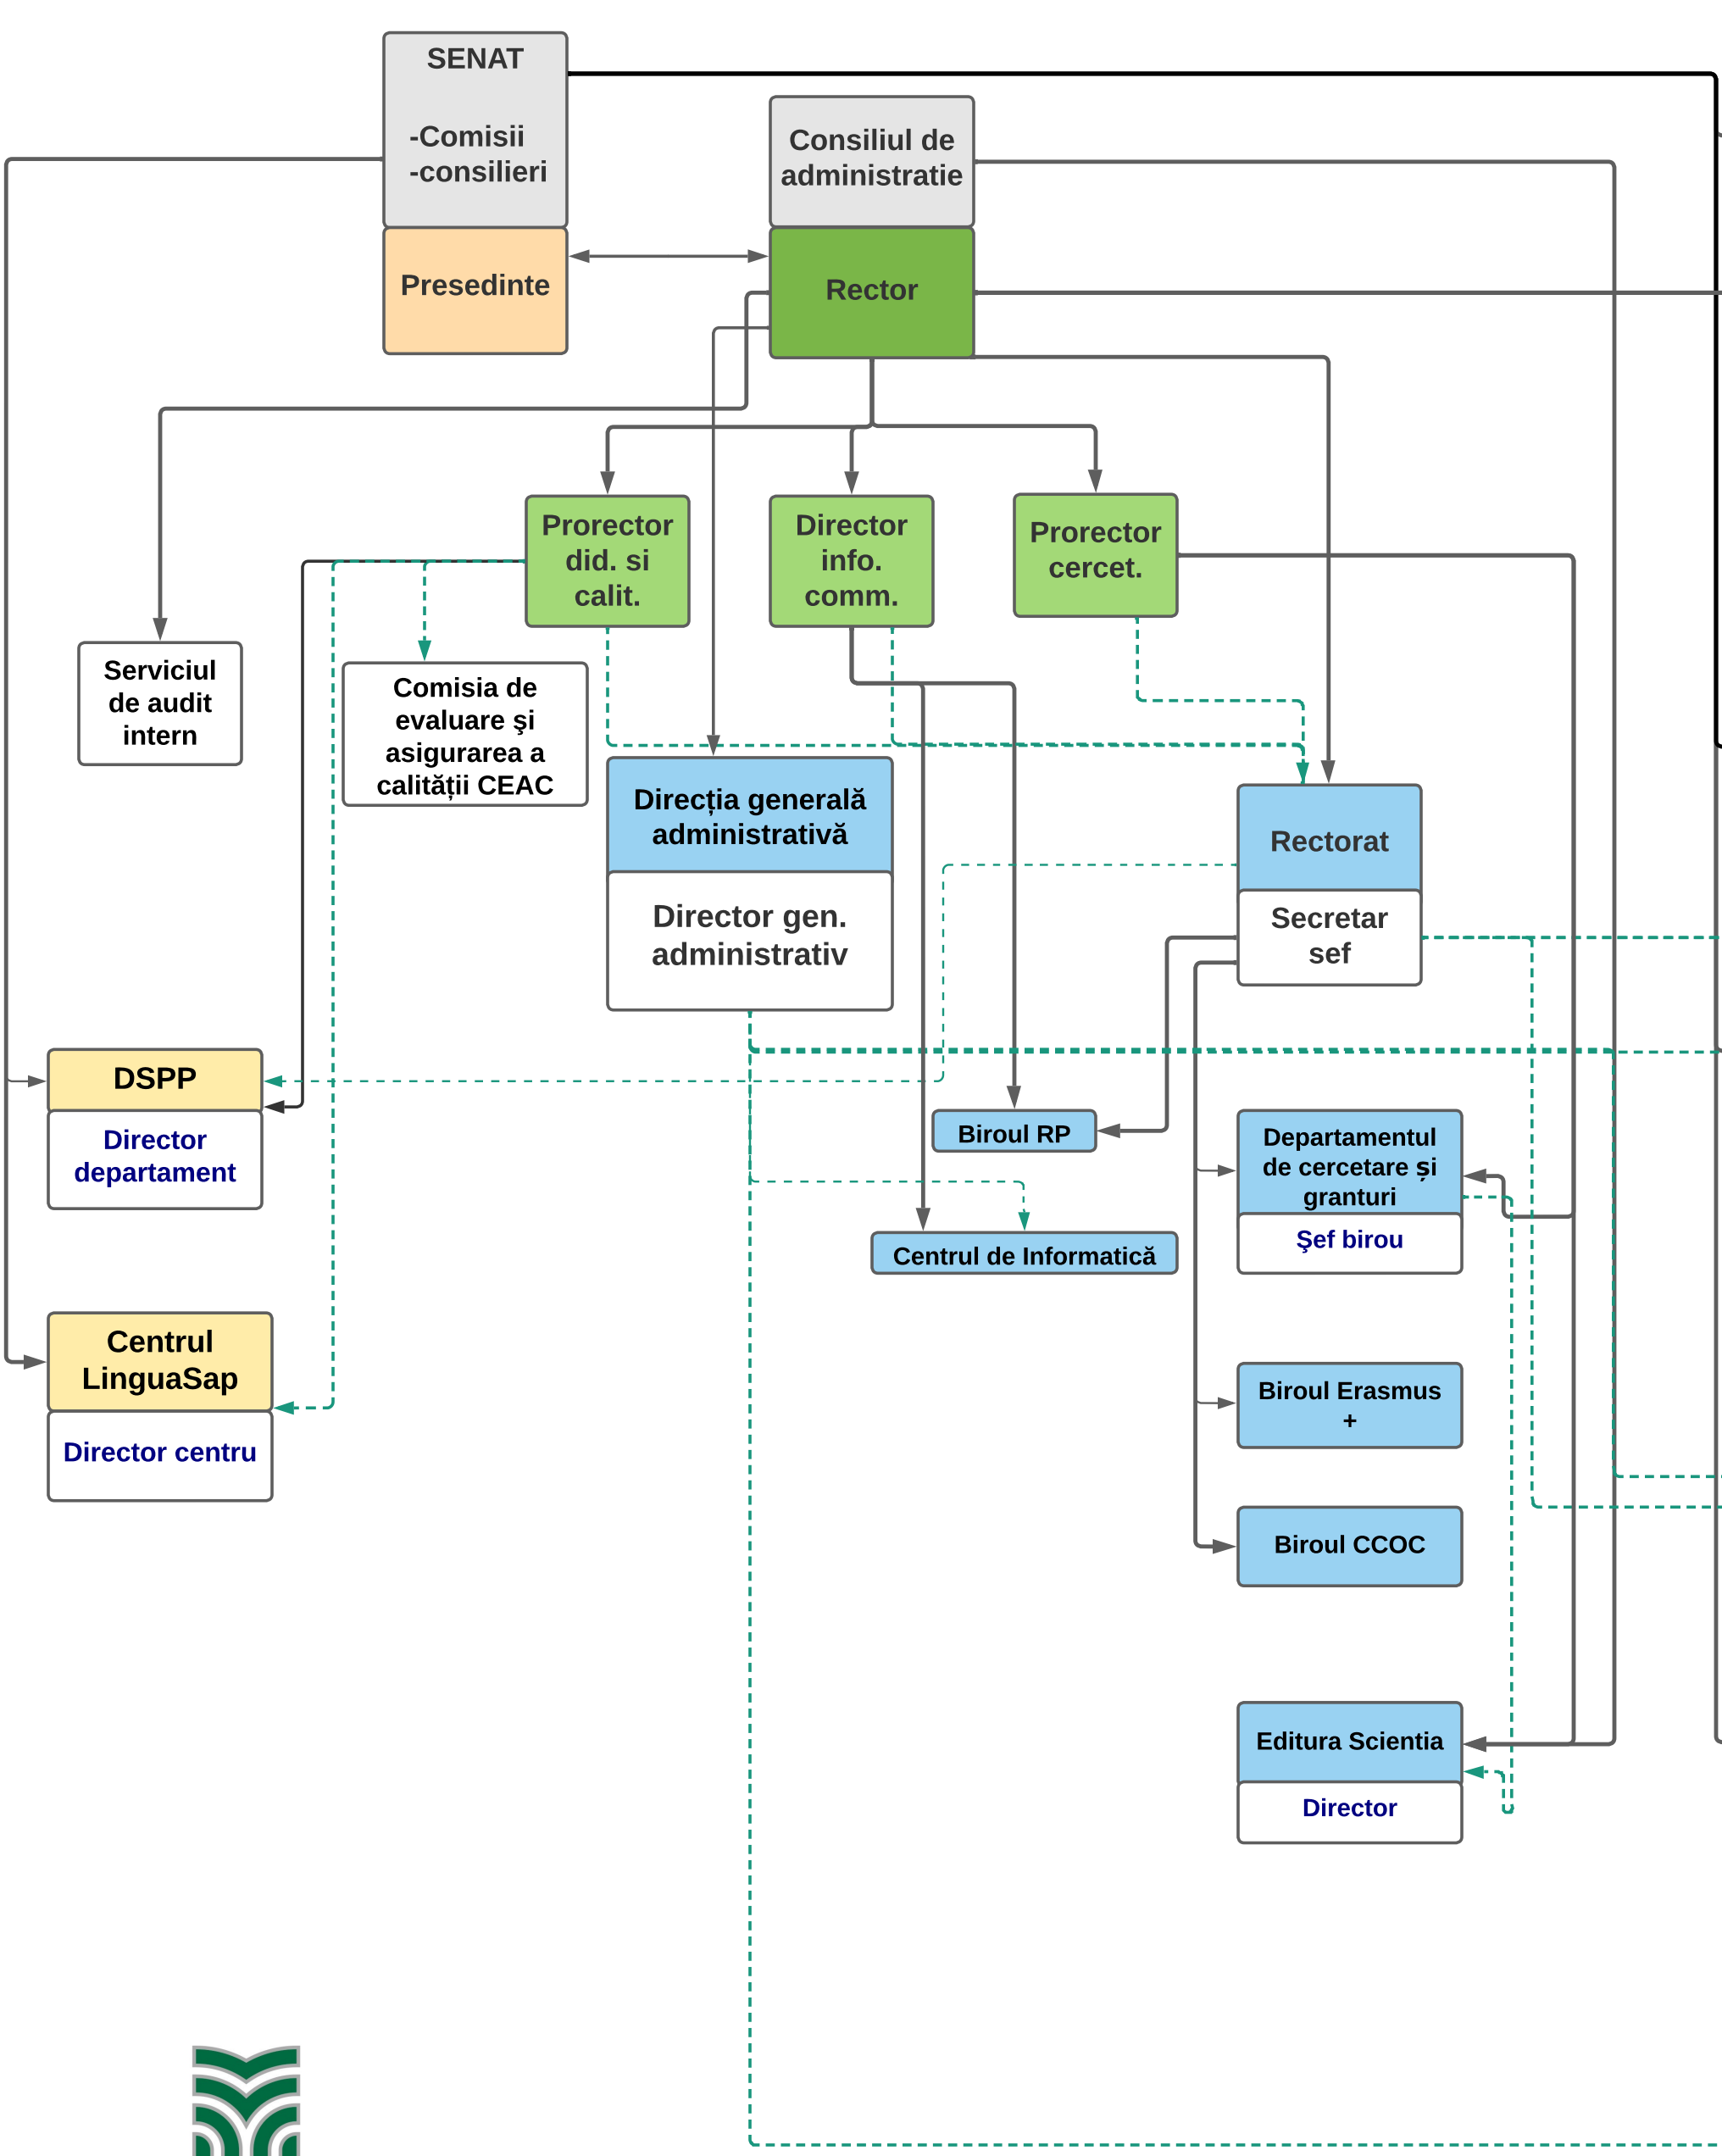 SENAT
-Comisii
-consilieri
Presedinte
Consiliul de
administratie
Rector
Prorector
did. si
calit.
Director
info.
comm.
Prorector
cercet.
Serviciul
de audit
intern
Comisia de
evaluare şi
asigurarea a
calității CEAC
Direcția generală
administrativă
Director gen.
administrativ
Rectorat
Secretar
sef
DSPP
Director
departament
Biroul RP
Departamentul
de cercetare și
granturi
Şef birou
Centrul de Informatică
Centrul
LinguaSap
Director centru
Biroul Erasmus
+
Biroul CCOC
Editura Scientia
Director